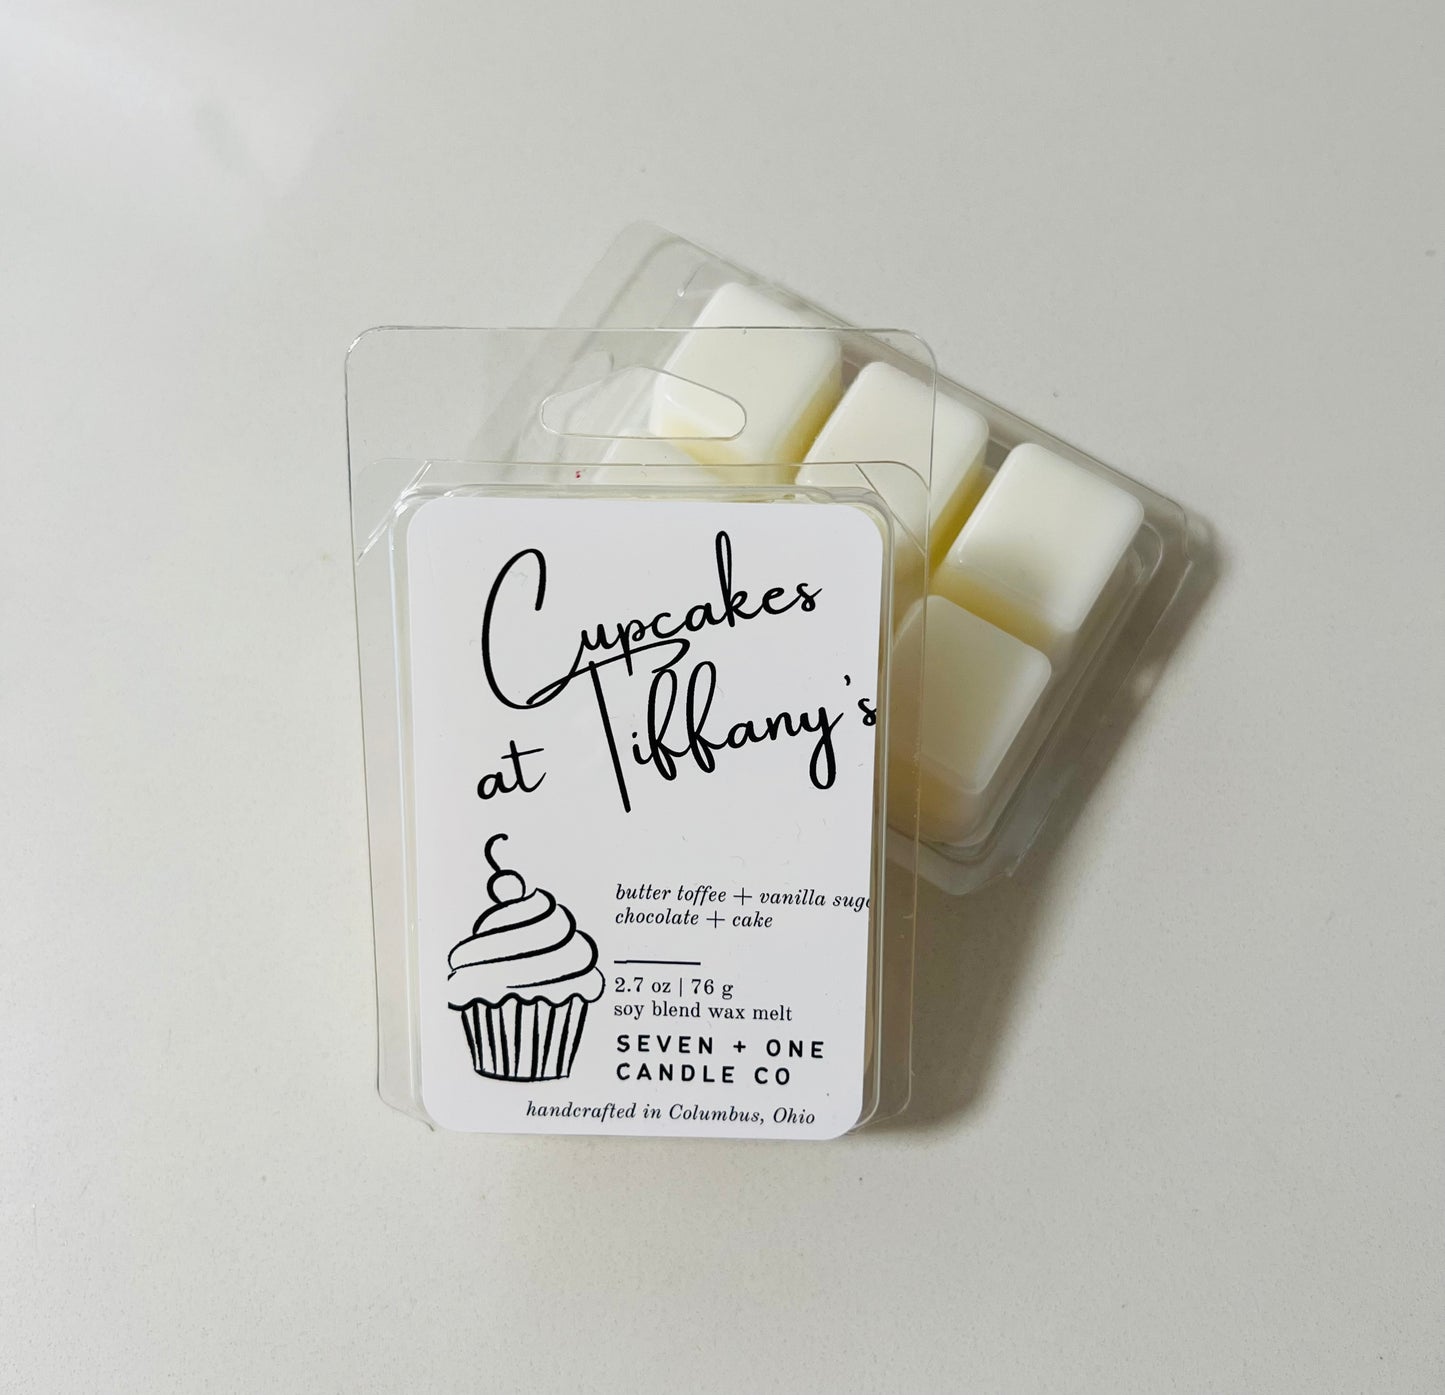 Cupcakes
at Tiffany's
butter toffee + vanilla
chocolate + cake
2.7 oz | 76 g
soy blend wax melt
SEVEN + ONE
CANDLE CO
handcrafted in Columbus, Ohio